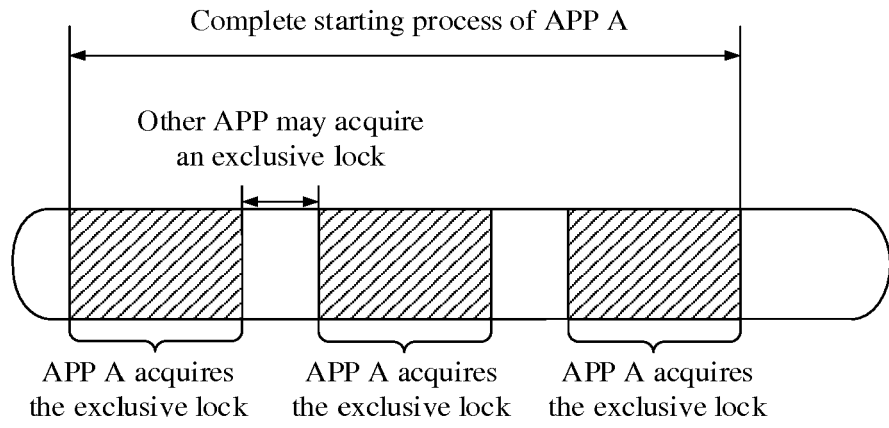 Complete starting process of APP A
Other APP may acquire
an exclusive lock
APP A acquires
the exclusive lock
APP A acquires
the exclusive lock
APP A acquires
the exclusive lock